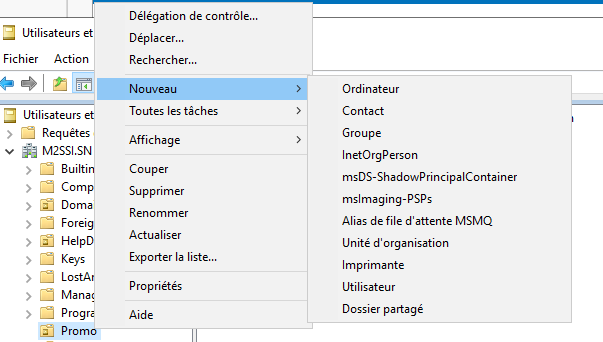 Utilisateurs et
Fichier Action
Utilisateurs et
Requêtes
M2SSI.SN
Builtin
Comp
Doma
Foreig
HelpD
Keys
LostAr
Manag
Progra
Promo
Délégation de contrôle...
Déplacer...
Rechercher...
Nouveau
Toutes les tâches
Affichage
Couper
Supprimer
Renommer
Actualiser
Exporter la liste...
Propriétés
Aide
Ordinateur
Contact
Groupe
InetOrgPerson
msDS-ShadowPrincipalContainer
msImaging-PSPs
Alias de file d'attente MSMQ
Unité d'organisation
Imprimante
Utilisateur
Dossier partagé